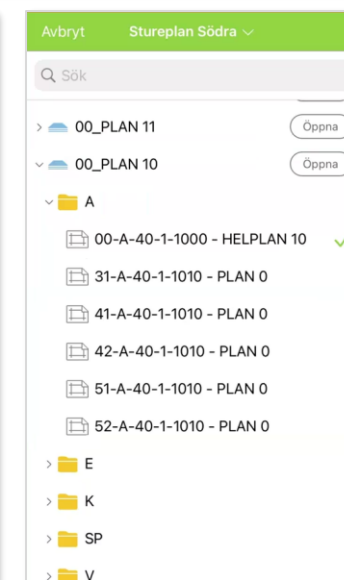 Avbryt Stureplan Södra
Sök
00_PLAN 11 Öppna
00_PLAN 10 Öppna
A
00-A-40-1-1000 - HELPLAN 10
31-A-40-1-1010 - PLAN 0
41-A-40-1-1010 - PLAN 0
42-A-40-1-1010 - PLAN 0
51-A-40-1-1010 - PLAN 0
52-A-40-1-1010 - PLAN 0
E
K
SP
V